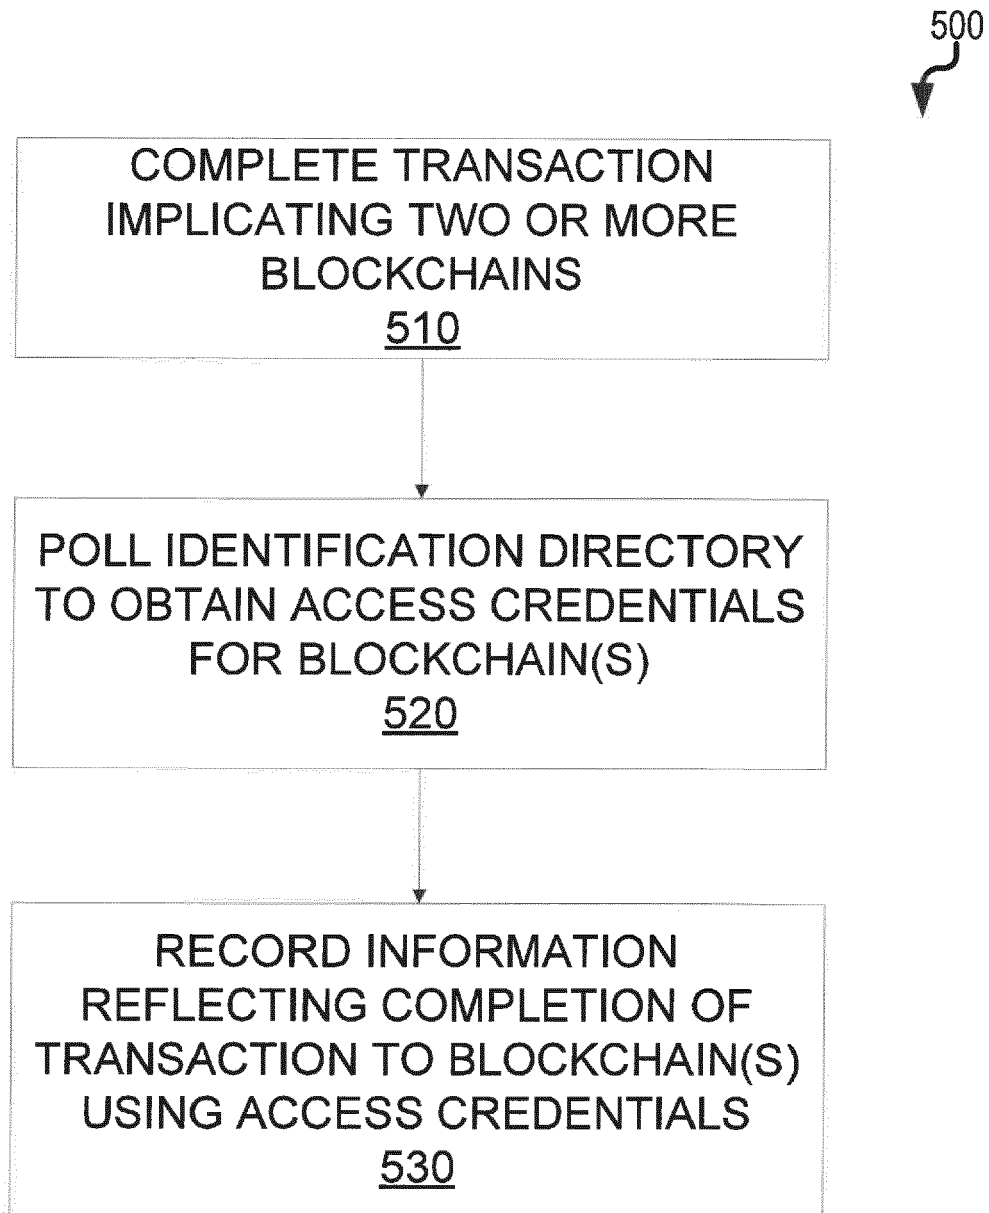 500
COMPLETE TRANSACTION
IMPLICATING TWO OR MORE
BLOCKCHAINS
510
POLL IDENTIFICATION DIRECTORY
TO OBTAIN ACCESS CREDENTIALS
FOR BLOCKCHAIN(S)
520
RECORD INFORMATION
REFLECTING COMPLETION OF
TRANSACTION TO BLOCKCHAIN(S)
USING ACCESS CREDENTIALS
530